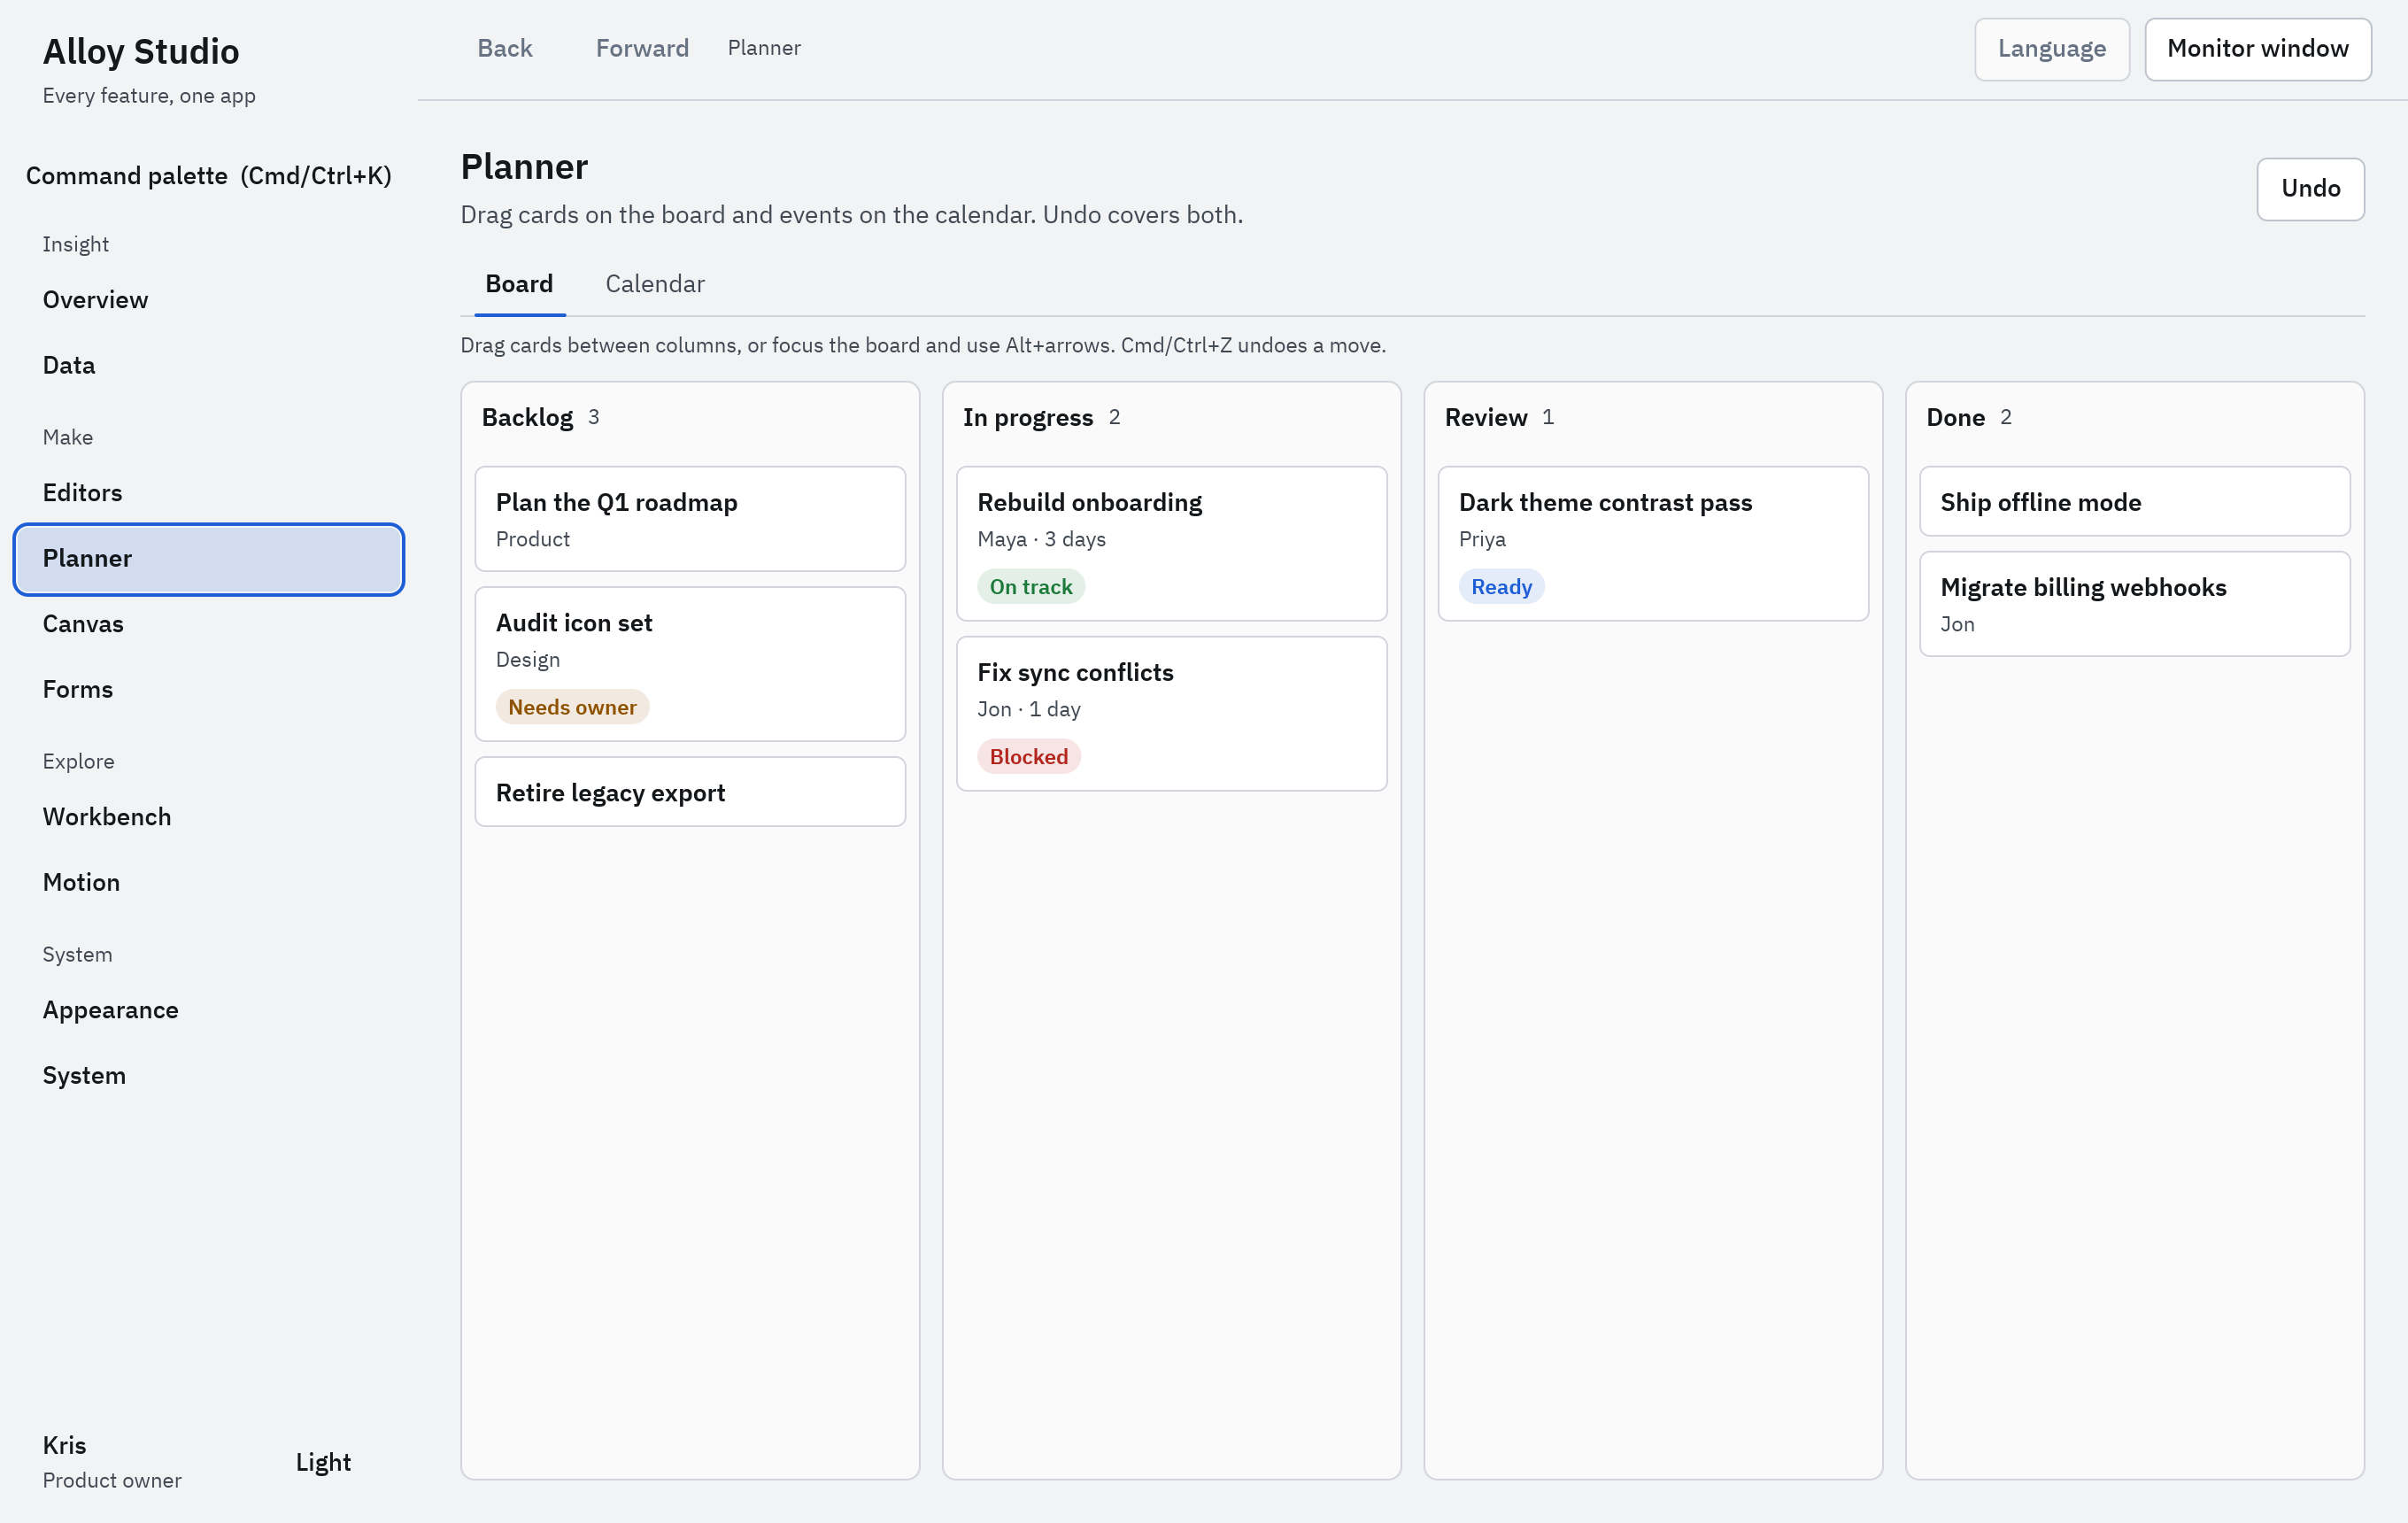 Alloy Studio
Every feature, one app
Command palette (Cmd/Ctrl+K)
Insight
Overview
Data
Make
Editors
Planner
Canvas
Forms
Explore
Workbench
Motion
System
Appearance
System
Kris
Product owner
Light
Back Forward Planner
Language Monitor window
Planner
Drag cards on the board and events on the calendar. Undo covers both.
Undo
Board Calendar
Drag cards between columns, or focus the board and use Alt+arrows. Cmd/Ctrl+Z undoes a move.
Backlog 3
Plan the Q1 roadmap
Product
Audit icon set
Design
Needs owner
Retire legacy export
In progress 2
Rebuild onboarding
Maya · 3 days
On track
Fix sync conflicts
Jon · 1 day
Blocked
Review 1
Dark theme contrast pass
Priya
Ready
Done 2
Ship offline mode
Migrate billing webhooks
Jon